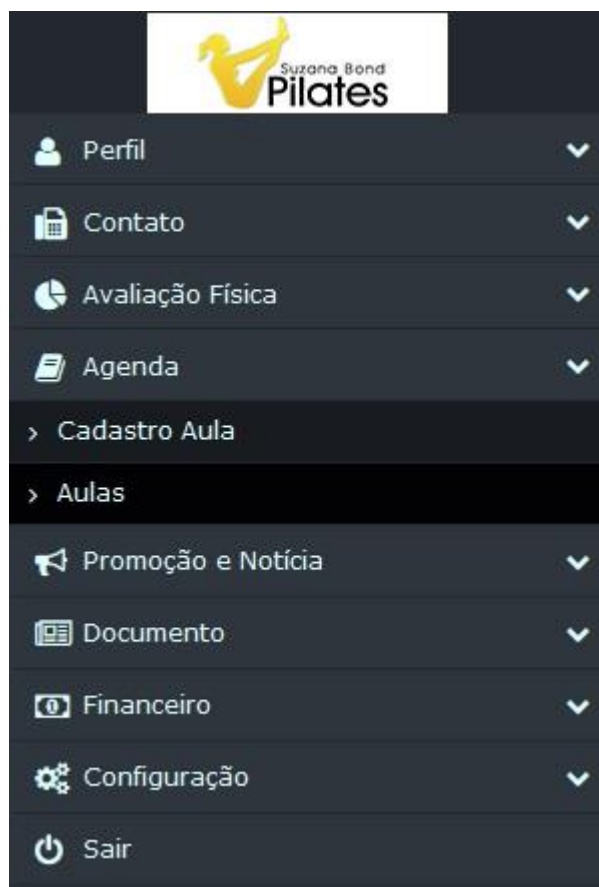 Suzana Bond
Pilates
Perfil
Contato
Avaliação Física
Agenda
Cadastro Aula
Aulas
Promoção e Notícia
Documento
Financeiro
Configuração
Sair